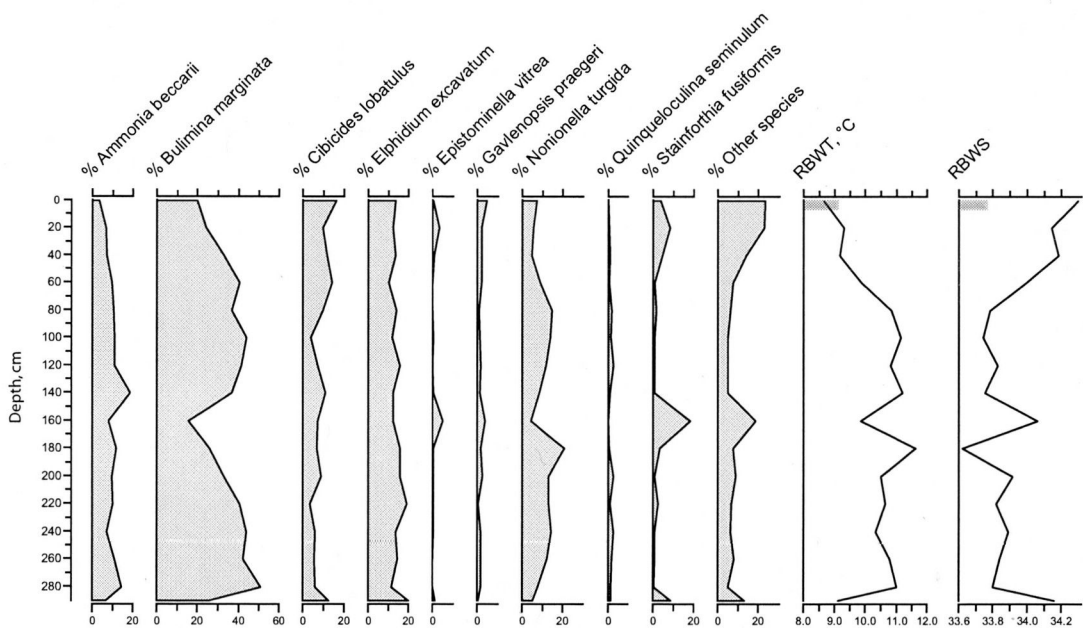 % Ammonia beccarii
% Bulimina marginata
% Cibicides lobatulus
% Elphidium excavatum
% Epistominella vitrea
% Gavlenopsis praegeri
% Nonionella turgida
% Quinqueloculina seminulum
% Stainforthia fusiformis
% Other species
RBWT, °C
RBWS
Depth, cm
0
20
40
60
80
100
120
140
160
180
200
220
240
260
280
0 20
0 20 40 60
0 20
0 20
0
0
0 20
0
0 20
0 20
8.0 9.0 10.0 11.0 12.0
33.6 33.8 34.0 34.2